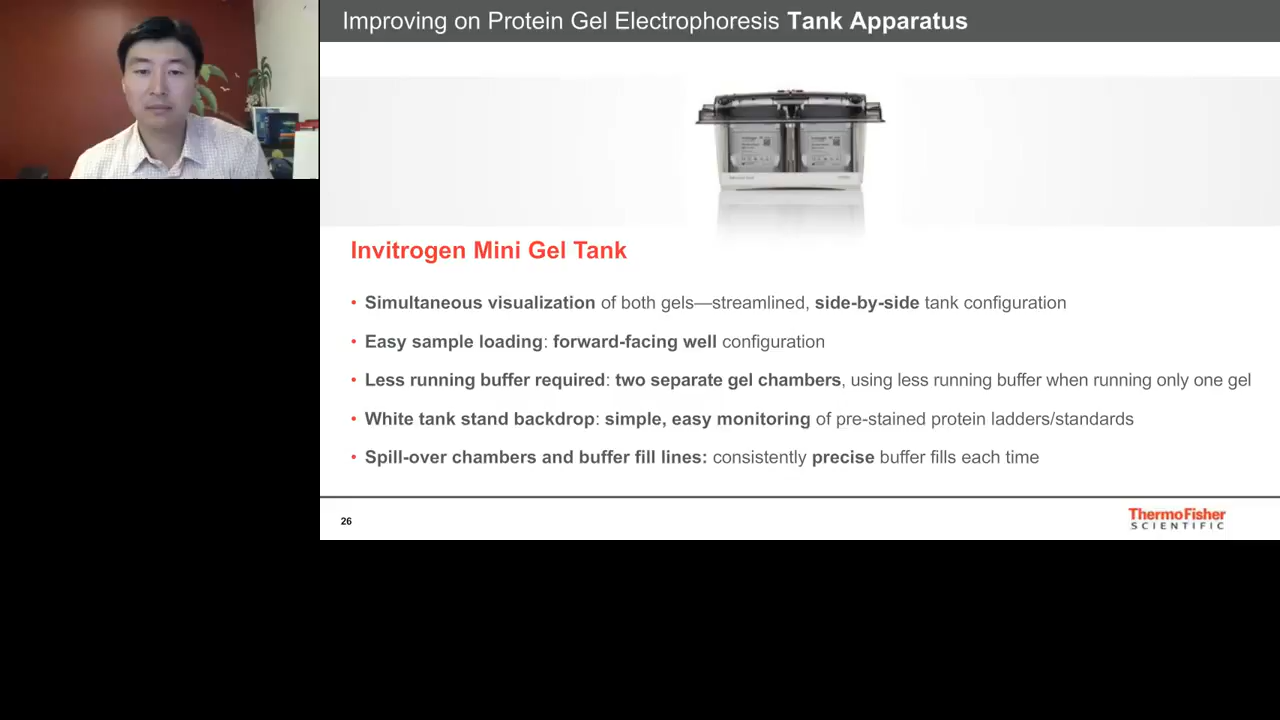 Improving on Protein Gel Electrophoresis Tank Apparatus
Invitrogen Mini Gel Tank
• Simultaneous visualization of both gels—streamlined, side-by-side tank configuration
• Easy sample loading: forward-facing well configuration
• Less running buffer required: two separate gel chambers, using less running buffer when running only one gel
• White tank stand backdrop: simple, easy monitoring of pre-stained protein ladders/standards
• Spill-over chambers and buffer fill lines: consistently precise buffer fills each time
26
ThermoFisher
SCIENTIFIC